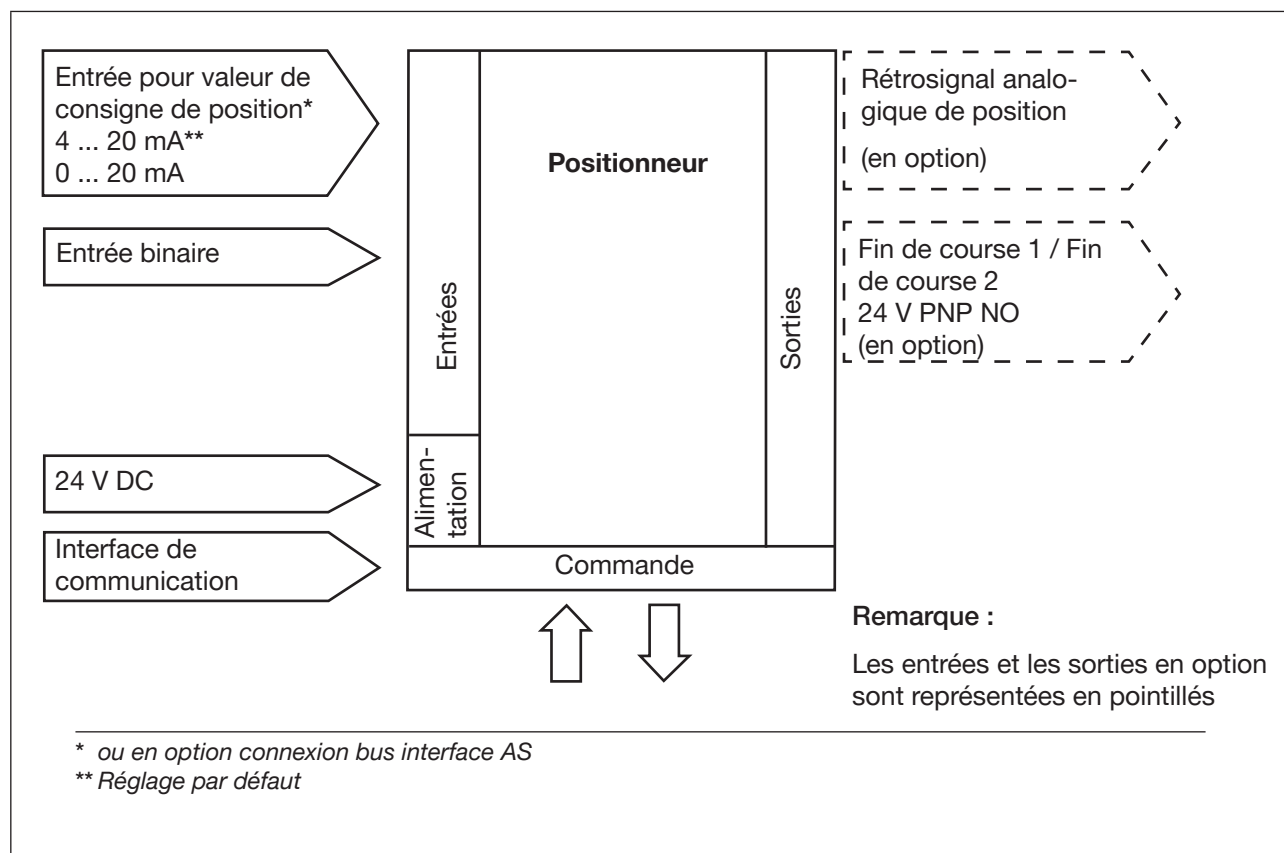 Entrée pour valeur de
consigne de position*
4 ... 20 mA**
0 ... 20 mA
Entrée binaire
24 V DC
Interface de
communication
Entrées
Alimen-
tation
Positionneur
Sorties
Commande
Rétrosignal analo-
gique de position
(en option)
Fin de course 1 / Fin
de course 2
24 V PNP NO
(en option)
Remarque :
Les entrées et les sorties en option
sont représentées en pointillés
* ou en option connexion bus interface AS
** Réglage par défaut